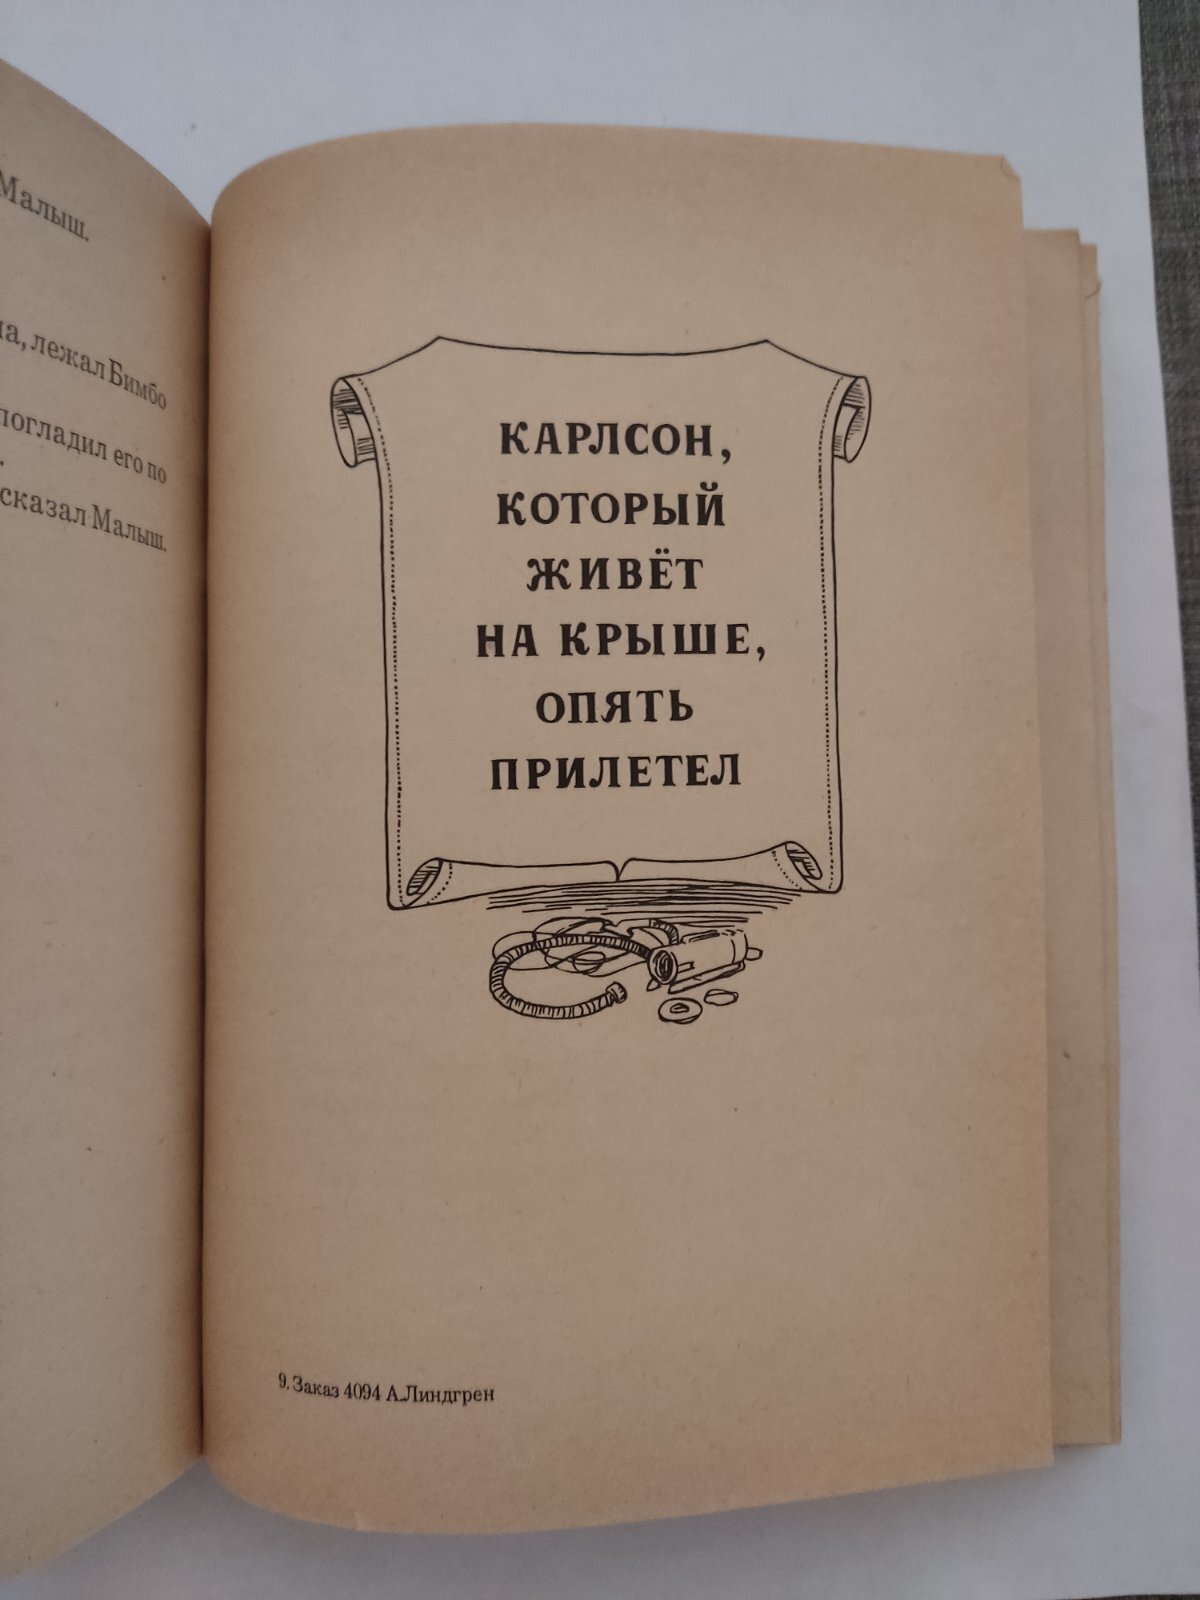 Малыш.
лежал Бимбо
погладил его по
сказал Малыш.
КАРЛСОН,
КОТОРЫЙ
ЖИВЁТ
НА КРЫШЕ,
ОПЯТЬ
ПРИЛЕТЕЛ
9. Заказ 4094 А.Линдгрен